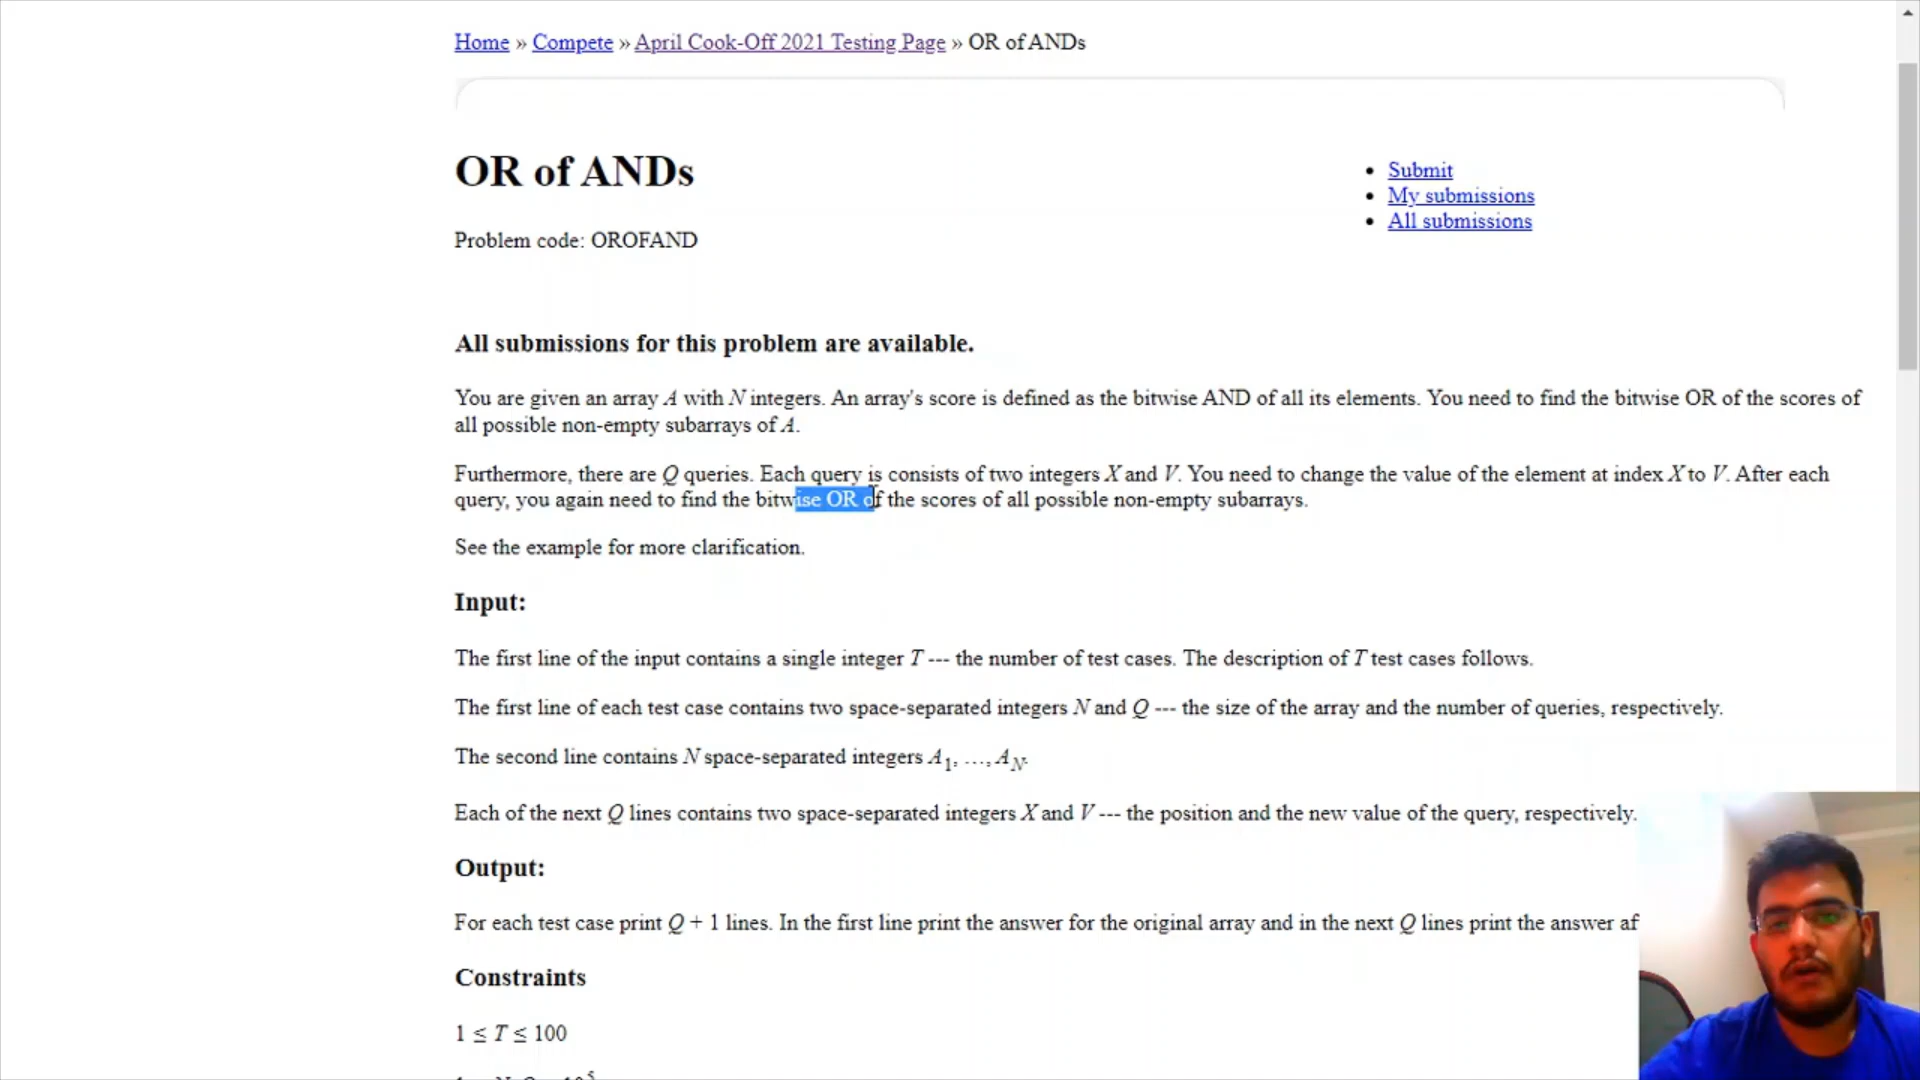 Home » Compete » April Cook-Off 2021 Testing Page » OR of ANDs
OR of ANDs
Submit
My submissions
All submissions
Problem code: OROFAND
All submissions for this problem are available.
You are given an array A with N integers. An array's score is defined as the bitwise AND of all its elements. You need to find the bitwise OR of the scores of
all possible non-empty subarrays of A.
Furthermore, there are Q queries. Each query is consists of two integers X and V. You need to change the value of the element at index X to V. After each
query, you again need to find the bitwise OR of the scores of all possible non-empty subarrays.
See the example for more clarification.
Input:
The first line of the input contains a single integer T --- the number of test cases. The description of T test cases follows.
The first line of each test case contains two space-separated integers N and Q --- the size of the array and the number of queries, respectively.
The second line contains N space-separated integers A1, …, AN.
Each of the next Q lines contains two space-separated integers X and V --- the position and the new value of the query, respectively.
Output:
For each test case print Q + 1 lines. In the first line print the answer for the original array and in the next Q lines print the answer af
Constraints
1 ≤ T ≤ 100